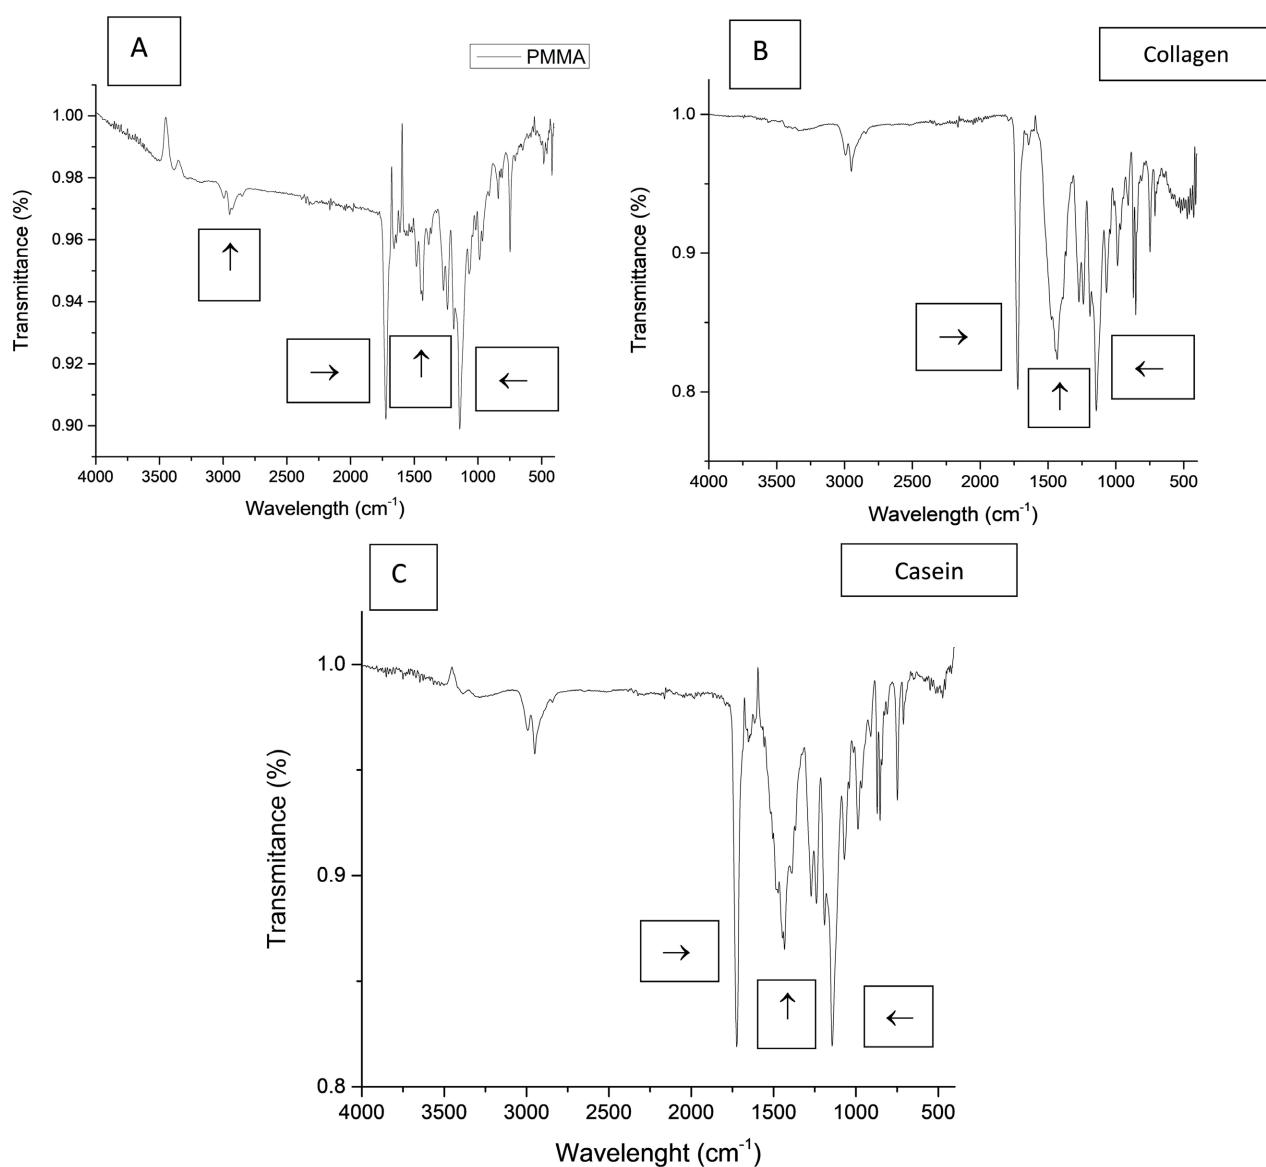 A
PMMA
1.00
0.98
0.96
0.94
0.92
0.90
Transmittance (%)
↑
→
↑
←
4000 3500 3000 2500 2000 1500 1000 500
Wavelength (cm-1)
B
Collagen
1.0
0.9
0.8
Transmittance (%)
→
↑
←
4000 3500 3000 2500 2000 1500 1000 500
Wavelength (cm-1)
C
Casein
1.0
0.9
0.8
Transmitance (%)
→
↑
←
4000 3500 3000 2500 2000 1500 1000 500
Wavelenght (cm-1)